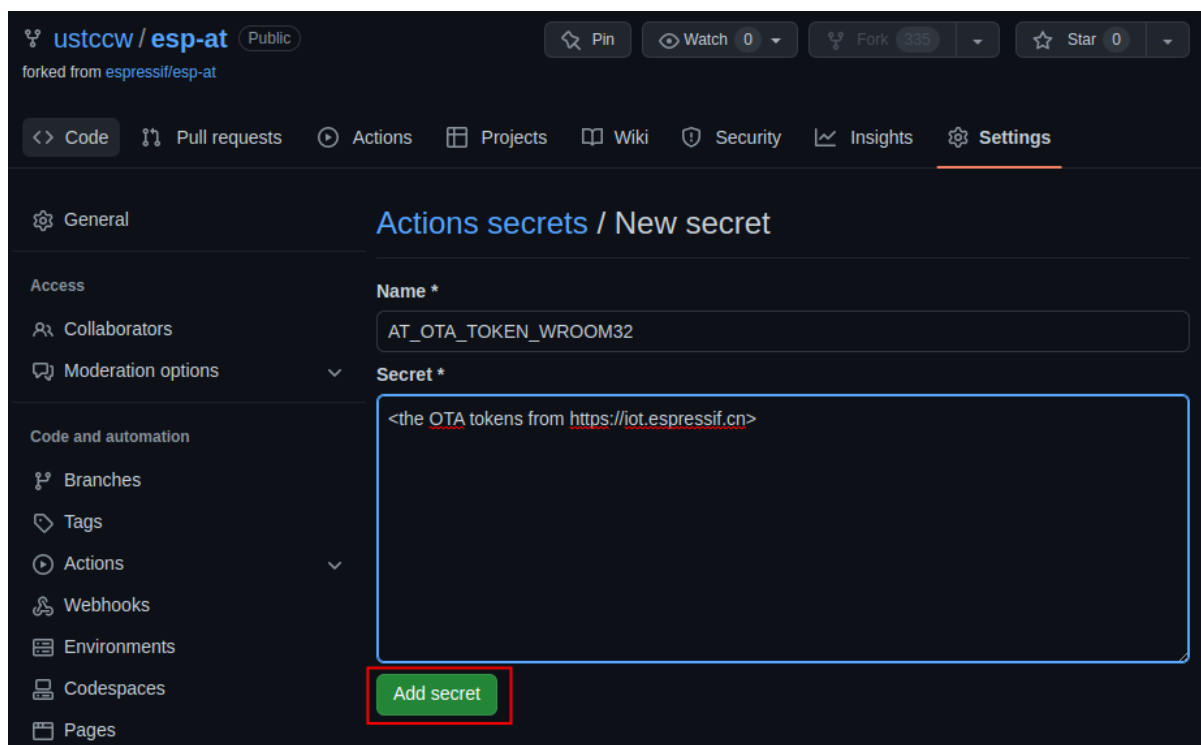 ustccw / esp-at Public
Pin
Watch 0
Fork 335
Star 0
forked from espressif/esp-at
Code
Pull requests
Actions
Projects
Wiki
Security
Insights
Settings
General
Access
Collaborators
Moderation options
Code and automation
Branches
Tags
Actions
Webhooks
Environments
Codespaces
Pages
Actions secrets / New secret
Name *
AT_OTA_TOKEN_WROOM32
Secret *
<the OTA tokens from https://iot.espressif.cn>
Add secret